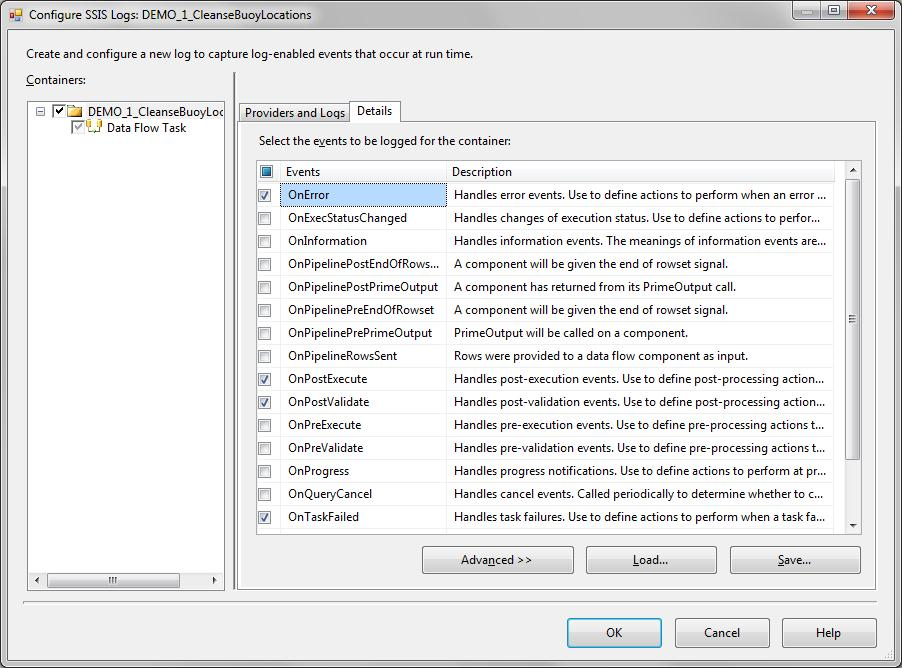 Configure SSIS Logs: DEMO_1_CleanseBuoyLocations
Create and configure a new log to capture log-enabled events that occur at run time.
Containers:
DEMO_1_CleanseBuoyLoc
Data Flow Task
Providers and Logs Details
Select the events to be logged for the container:
Events Description
OnError Handles error events. Use to define actions to perform when an error ...
OnExecStatusChanged Handles changes of execution status. Use to define actions to perfor...
OnInformation Handles information events. The meanings of information events are...
OnPipelinePostEndOfRows... A component will be given the end of rowset signal.
OnPipelinePostPrimeOutput A component has returned from its PrimeOutput call.
OnPipelinePreEndOfRowset A component will be given the end of rowset signal.
OnPipelinePrePrimeOutput PrimeOutput will be called on a component.
OnPipelineRowsSent Rows were provided to a data flow component as input.
OnPostExecute Handles post-execution events. Use to define post-processing action...
OnPostValidate Handles post-validation events. Use to define post-processing action...
OnPreExecute Handles pre-execution events. Use to define pre-processing actions t...
OnPreValidate Handles pre-validation events. Use to define pre-processing actions t...
OnProgress Handles progress notifications. Use to define actions to perform at pr...
OnQueryCancel Handles cancel events. Called periodically to determine whether to c...
OnTaskFailed Handles task failures. Use to define actions to perform when a task fa...
Advanced >> Load... Save...
OK Cancel Help